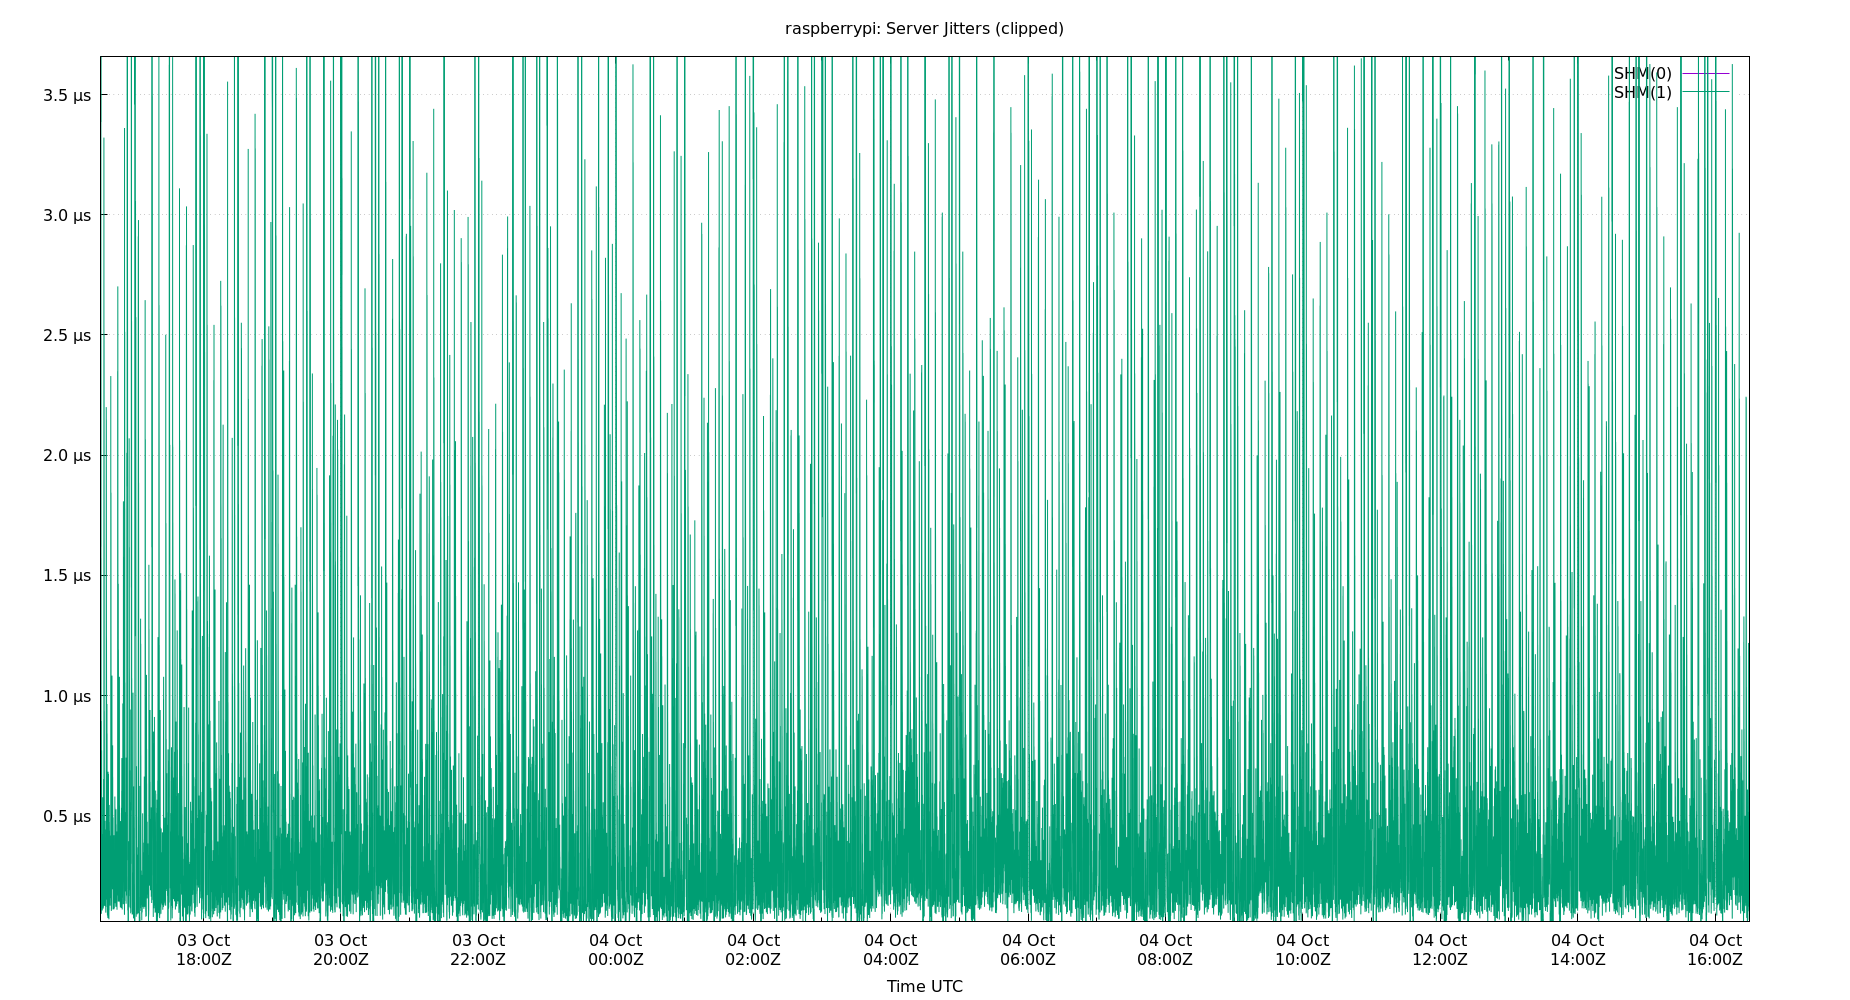 raspberrypi: Server Jitters (clipped)
SHM(0)
SHM(1)
3.5 µs
3.0 µs
2.5 µs
2.0 µs
1.5 µs
1.0 µs
0.5 µs
03 Oct 03 Oct 03 Oct 04 Oct 04 Oct 04 Oct 04 Oct 04 Oct 04 Oct 04 Oct 04 Oct 04 Oct
18:00Z 20:00Z 22:00Z 00:00Z 02:00Z 04:00Z 06:00Z 08:00Z 10:00Z 12:00Z 14:00Z 16:00Z
Time UTC